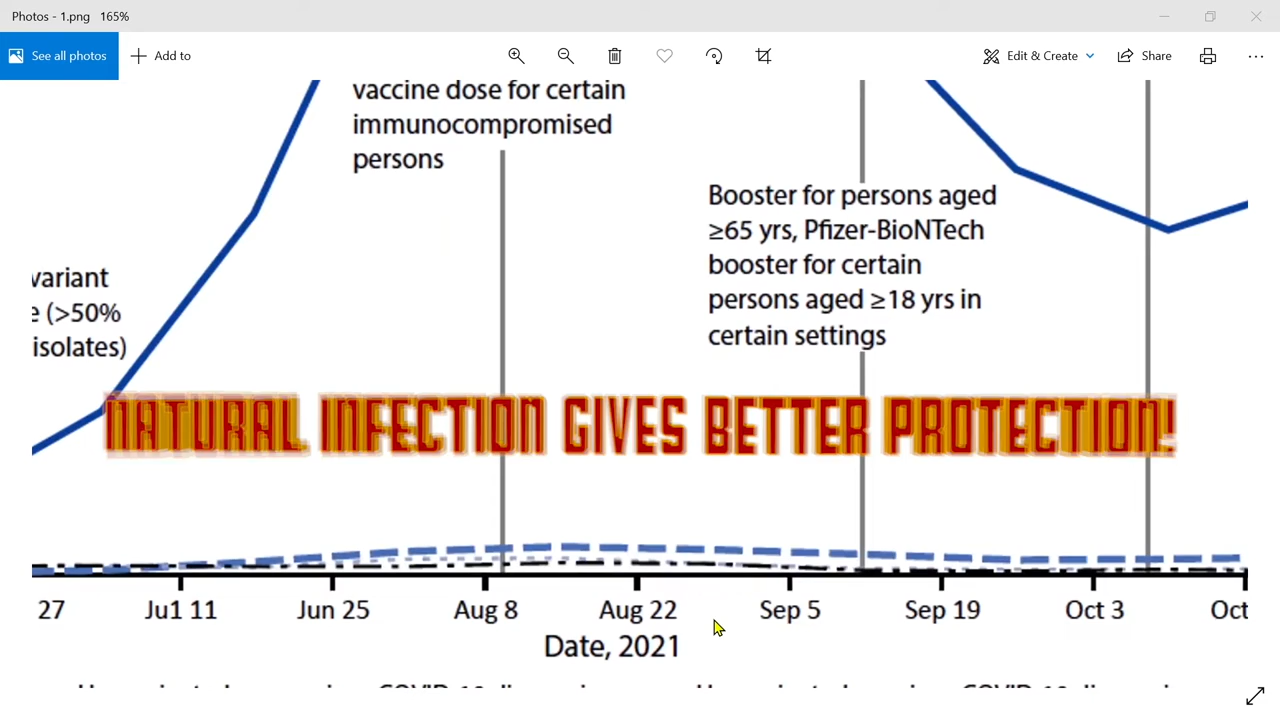 Photos - 1.png 165%
See all photos
Add to
Edit & Create
Share
vaccine dose for certain
immunocompromised
persons
Booster for persons aged
≥65 yrs, Pfizer-BioNTech
booster for certain
persons aged ≥18 yrs in
certain settings
variant
e (>50%
isolates)
NATURAL INFECTION GIVES BETTER PROTECTION!
27 Ju1 11 Jun 25 Aug 8 Aug 22 Sep 5 Sep 19 Oct 3 Oct
Date, 2021